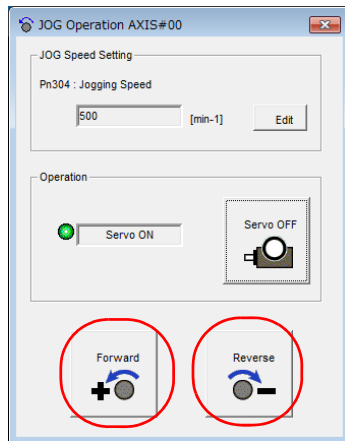 JOG Operation AXIS#00
JOG Speed Setting
Pn304 : Jogging Speed
500 [min-1] Edit
Operation
Servo ON
Servo OFF
Forward
Reverse